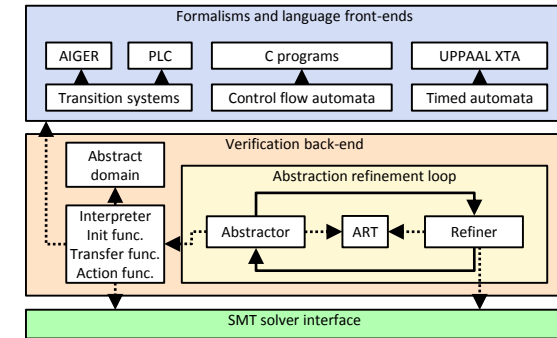 Formalisms and language front-ends
AIGER
PLC
C programs
UPPAAL XTA
Transition systems
Control flow automata
Timed automata
Verification back-end
Abstract
domain
Abstraction refinement loop
Interpreter
Init func.
Transfer func.
Action func.
Abstractor
ART
Refiner
SMT solver interface